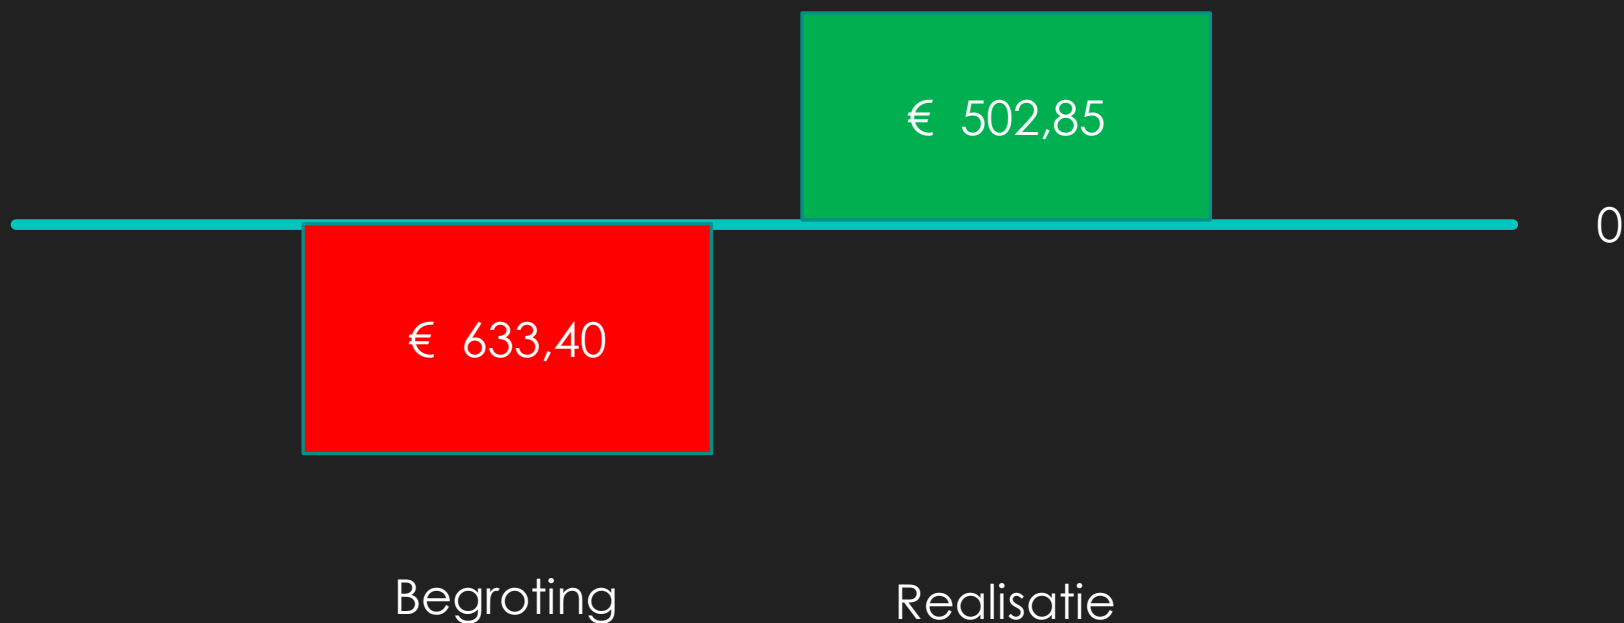 € 502,85
0
€ 633,40
Begroting
Realisatie